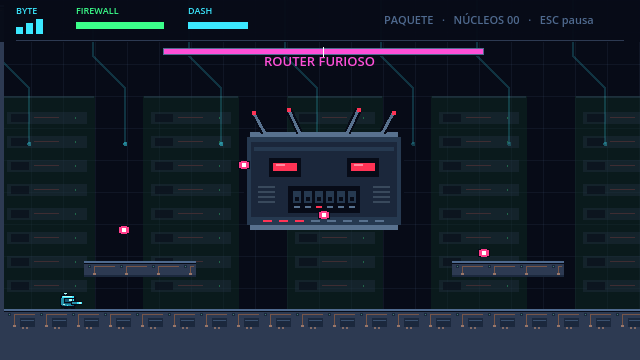 BYTE FIREWALL DASH
PAQUETE · NÚCLEOS 00 · ESC pausa
ROUTER FURIOSO